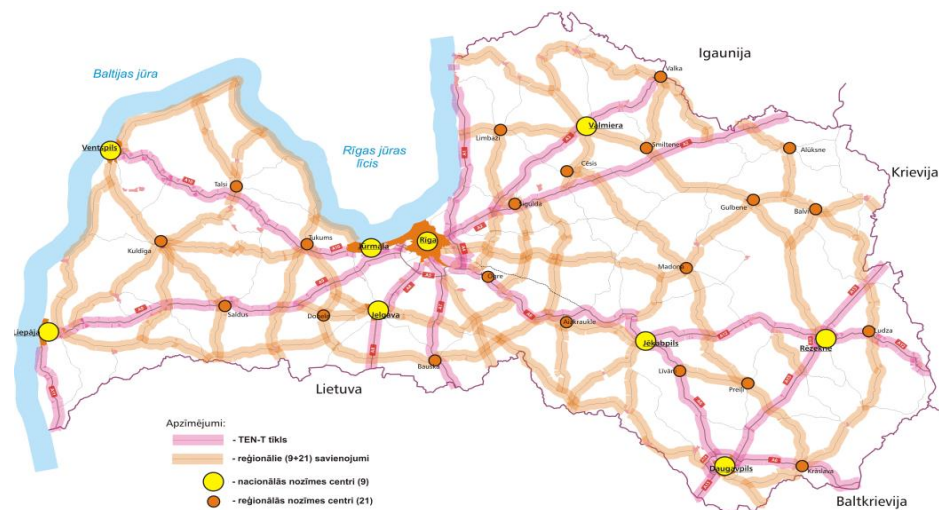 Igaunija
Baltijas jūra
Valka
Ventspils
Rīgas jūras
līcis
Limbaži
Valmiera
Smiltene
Cēsis
Alūksne
Krievija
Talsi
Sigulda
Gulbene
Balvi
Kuldīga
Tukums
Jūrmala
Rīga
Madona
Ogre
Liepāja
Saldus
Dobele
Jelgava
Aizkraukle
Jēkabpils
Rēzekne
Ludza
Bauska
Līvāni
Preiļi
Lietuva
Daugavpils
Krāslava
Baltkrievija
Apzīmējumi:
- TEN-T tīkls
- reģionālie (9+21) savienojumi
- nacionālās nozīmes centri (9)
- reģionālās nozīmes centri (21)